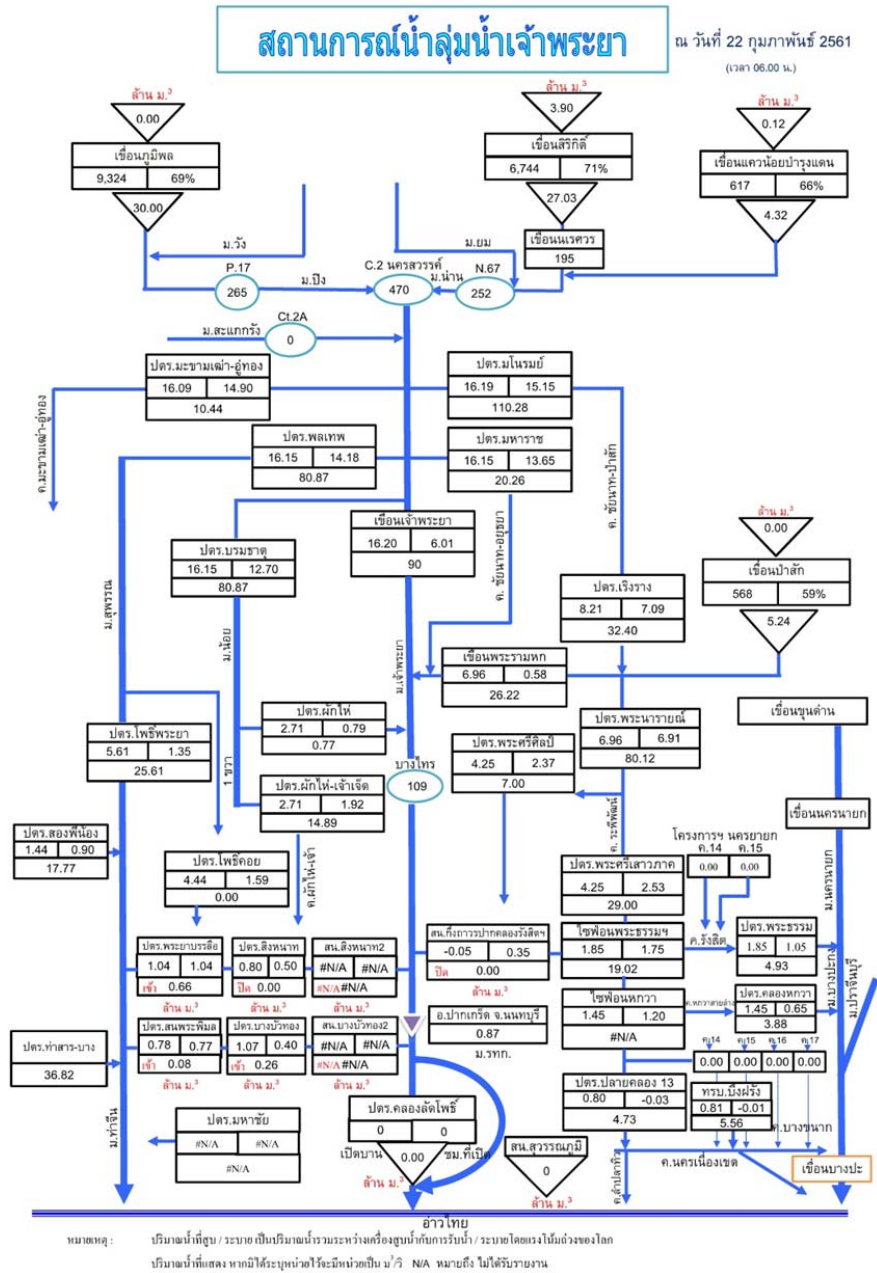 สถานการณ์น้ำลุ่มน้ำเจ้าพระยา
ณ วันที่ 22 กุมภาพันธ์ 2561
(เวลา 06.00 น.)
ล้าน ม.³
0.00
เขื่อนภูมิพล
9,324 69%
30.00
ล้าน ม.³
3.90
เขื่อนสิริกิติ์
6,744 71%
27.03
ล้าน ม.³
0.12
เขื่อนแควน้อยบำรุงแดน
617 66%
4.32
เขื่อนนเรศวร
195
ม.วัง
ม.ยม
P.17
265
ม.ปิง
C.2 นครสวรรค์
470
ม.น่าน
N.67
252
Ct.2A
0
ม.สะแกกรัง
ปตร.มะขามเฒ่า-อู่ทอง
16.09 14.90
10.44
ปตร.มโนรมย์
16.19 15.15
110.28
ค.มะขามเฒ่า-อู่ทอง
ปตร.พลเทพ
16.15 14.18
80.87
ปตร.มหาราช
16.15 13.65
20.26
ค. ชัยนาท-ป่าสัก
ปตร.บรมธาตุ
16.15 12.70
80.87
เขื่อนเจ้าพระยา
16.20 6.01
90
ค. ชัยนาท-อยุธยา
ล้าน ม.³
0.00
เขื่อนป่าสัก
568 59%
5.24
ปตร.เริงราง
8.21 7.09
32.40
ม.สุพรรณ
ม.น้อย
ม.เจ้าพระยา
เขื่อนพระรามหก
6.96 0.58
26.22
ปตร.ผักไห่
2.71 0.79
0.77
ปตร.พระนารายณ์
6.96 6.91
80.12
เขื่อนขุนด่าน
ปตร.โพธิ์พระยา
5.61 1.35
25.61
1 ขวา
ปตร.พระศรีศิลป์
4.25 2.37
7.00
บางไทร
109
ปตร.ผักไห่-เจ้าเจ็ด
2.71 1.92
14.89
ค. ระพีพัฒน์
เขื่อนนครนายก
ปตร.สองพี่น้อง
1.44 0.90
17.77
ค.ผักไห่-เจ้า
ปตร.โพธิ์คอย
4.44 1.59
0.00
ปตร.พระศรีเสาวภาค
4.25 2.53
29.00
โครงการฯ นครนายก
ค.14 ค.15
0.00 0.00
ม.นครนายก
ปตร.พระยาบรรลือ
1.04 1.04
เข้า 0.66
ล้าน ม.³
ปตร.สิงหนาท
0.80 0.50
ปิด 0.00
ล้าน ม.³
สน.สิงหนาท2
#N/A #N/A
#N/A #N/A
ล้าน ม.³
สน.กึ่งถาวรปากคลองรังสิตฯ
-0.05 0.35
ปิด 0.00
ล้าน ม.³
ไซฟ่อนพระธรรมฯ
1.85 1.75
19.02
ค.รังสิต
ปตร.พระธรรม
1.85 1.05
4.93
ม.บางปะกง
ม.ปราจีนบุรี
ปตร.สนพระพิมล
0.78 0.77
เข้า 0.08
ล้าน ม.³
ปตร.บางบัวทอง
1.07 0.40
เข้า 0.26
ล้าน ม.³
สน.บางบัวทอง2
#N/A #N/A
#N/A #N/A
ล้าน ม.³
อ.ปากเกร็ด จ.นนทบุรี
0.87
ม.รทก.
ไซฟ่อนหกวา
1.45 1.20
#N/A
ค.หกวาสายล่าง
ปตร.คลองหกวา
1.45 0.65
3.88
ปตร.ท่าสาร-บาง
36.82
ค.14 ค.15 ค.16 ค.17
0.00 0.00 0.00 0.00
ปตร.ปลายคลอง 13
0.80 -0.03
4.73
ทรบ.บึงฝรั่ง
0.81 -0.01
5.56
ค.บางขนาก
ม.ท่าจีน
ปตร.มหาชัย
#N/A #N/A
#N/A
ปตร.คลองลัดโพธิ์
0 0
เปิดบาน 0.00 ชม.ที่เปิด
ล้าน ม.³
สน.สุวรรณภูมิ
0
ล้าน ม.³
ค.ลำปลาทิว
ค.นครเนื่องเขต
เขื่อนบางปะ
อ่าวไทย
หมายเหตุ : ปริมาณน้ำที่สูบ / ระบาย เป็นปริมาณน้ำรวมระหว่างเครื่องสูบน้ำกับการรับน้ำ / ระบายโดยแรงโน้มถ่วงของโลก
ปริมาณน้ำที่แสดง หากมิได้ระบุหน่วยไว้จะมีหน่วยเป็น ม³/วิ N/A หมายถึง ไม่ได้รับรายงาน